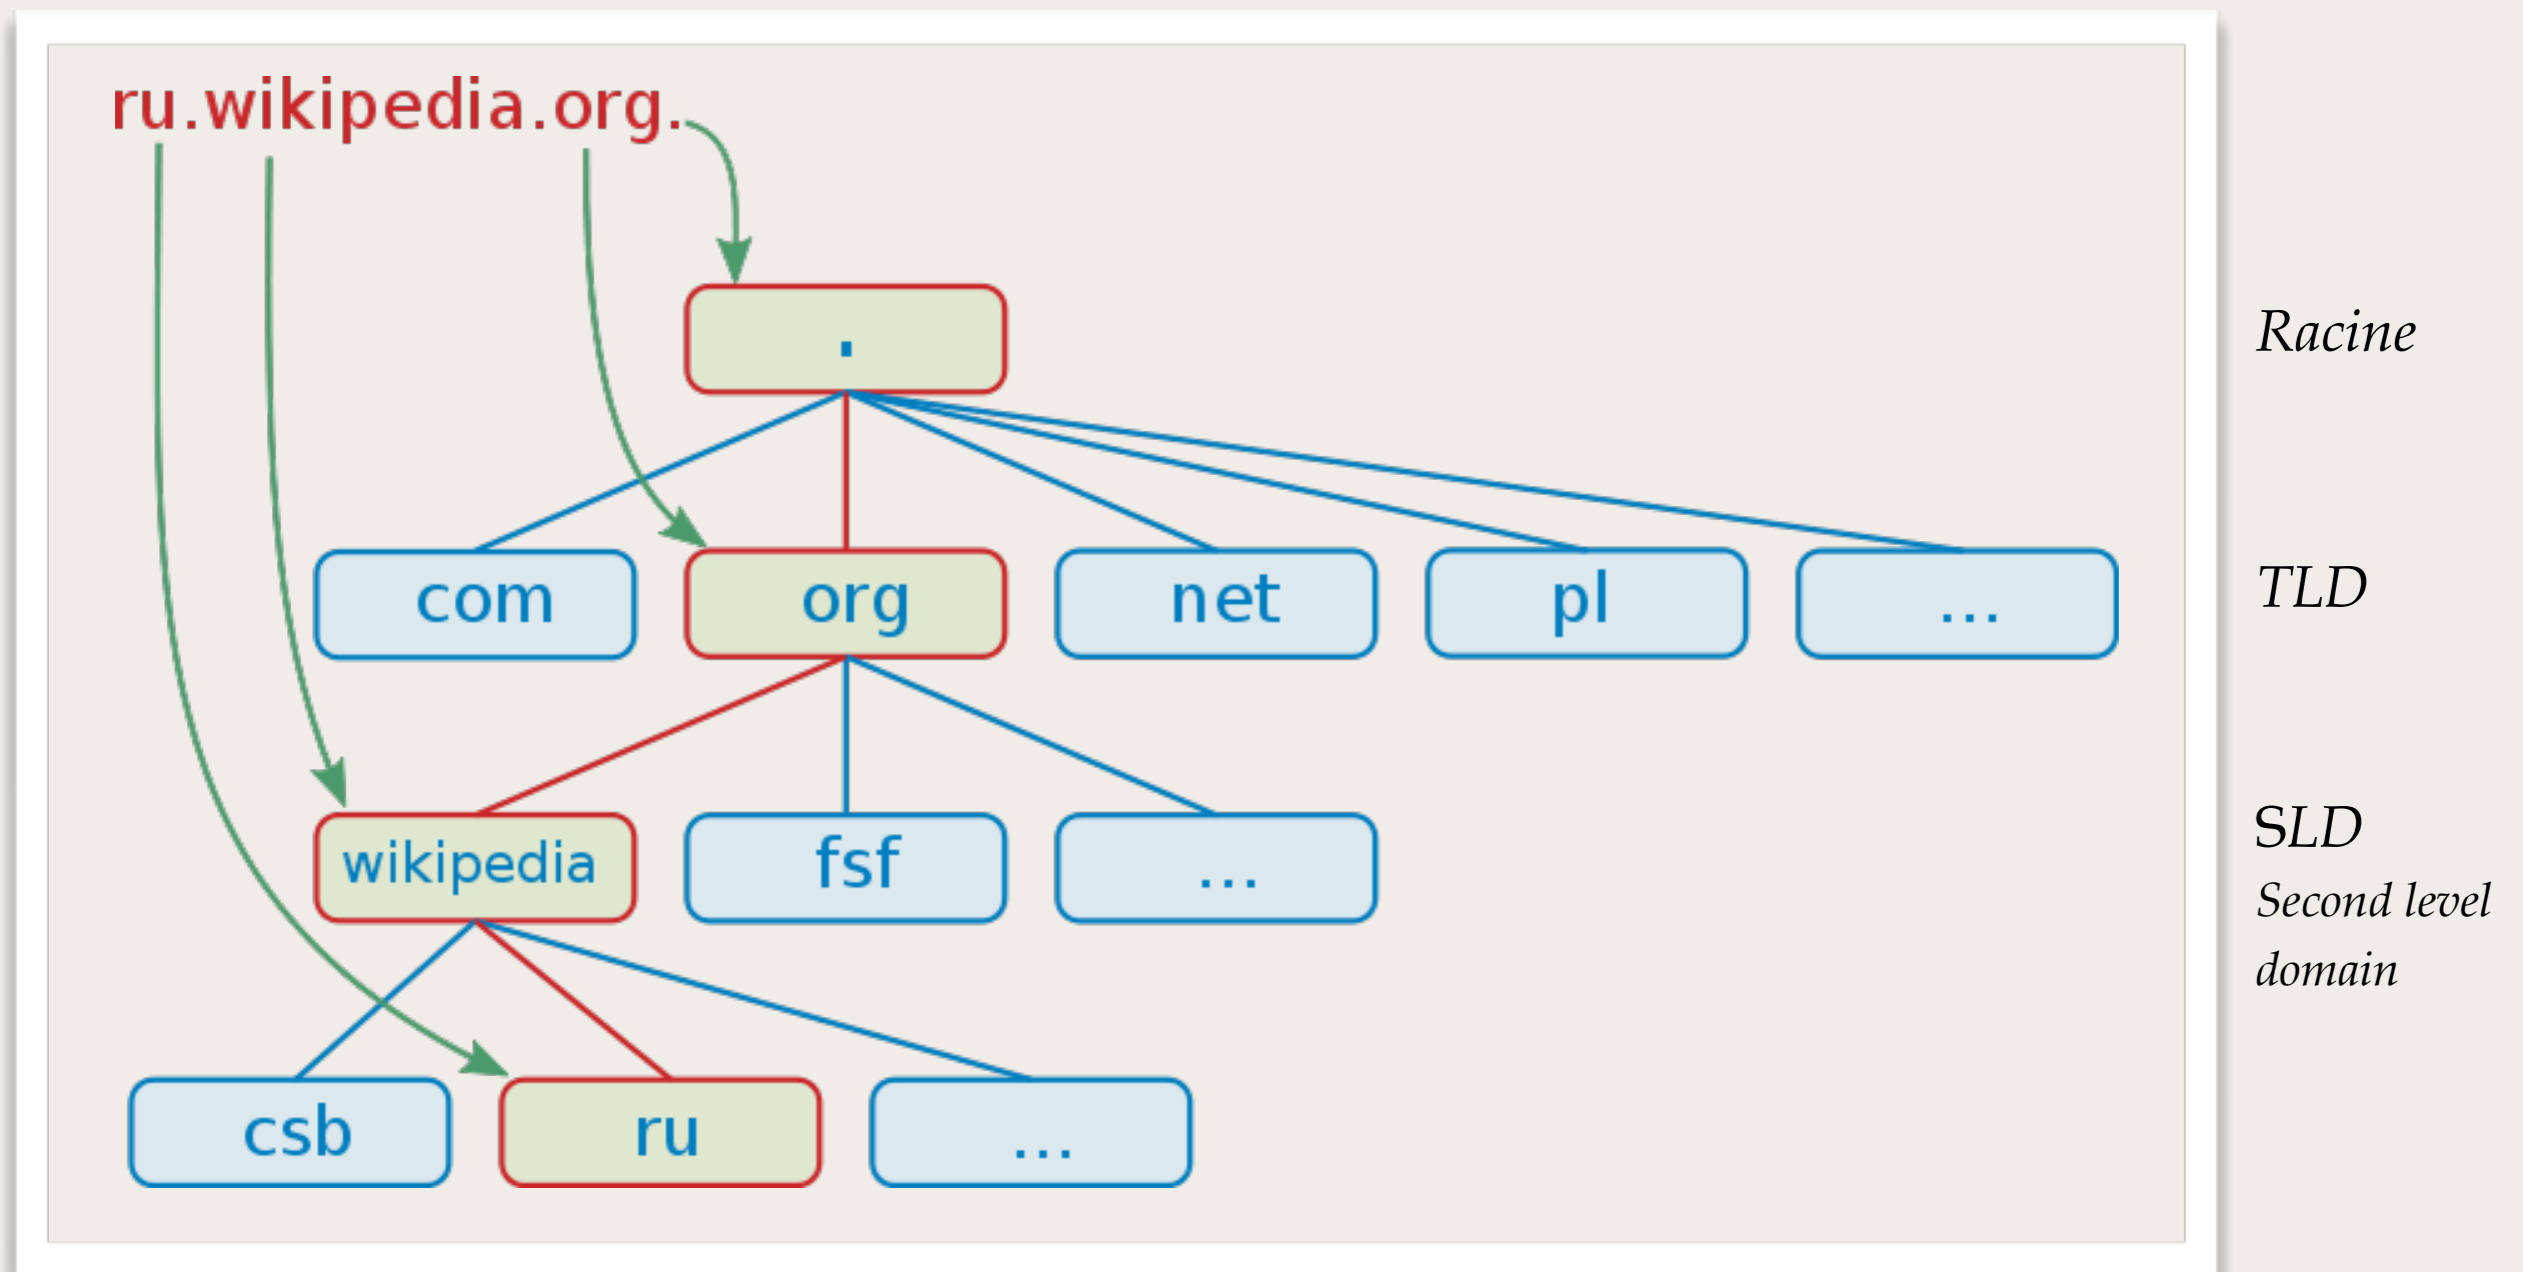 ru.wikipedia.org.
.
Racine
com org net pl ...
TLD
wikipedia fsf ...
SLD
Second level
domain
csb ru ...